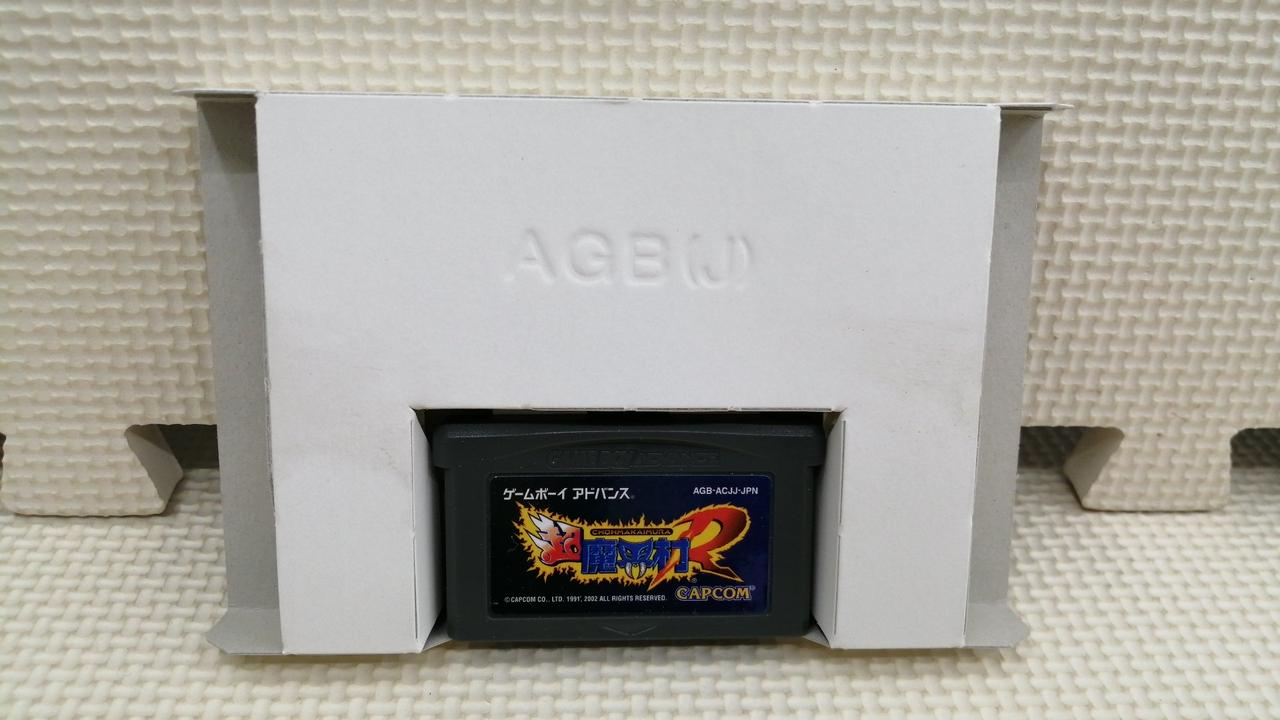 AGB(J)
GAME BOY ADVANCE
ゲームボーイ アドバンス®
AGB-ACJJ-JPN
CHOHMAKAIMURA
超魔界村R
CAPCOM®
©CAPCOM CO., LTD. 1991, 2002 ALL RIGHTS RESERVED.